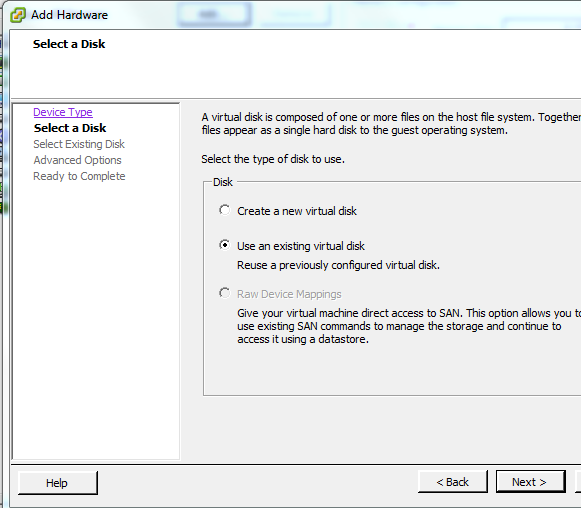 Add Hardware
Select a Disk
Device Type
Select a Disk
Select Existing Disk
Advanced Options
Ready to Complete
A virtual disk is composed of one or more files on the host file system. Together
files appear as a single hard disk to the guest operating system.
Select the type of disk to use.
Disk
Create a new virtual disk
Use an existing virtual disk
Reuse a previously configured virtual disk.
Raw Device Mappings
Give your virtual machine direct access to SAN. This option allows you to
use existing SAN commands to manage the storage and continue to
access it using a datastore.
Help
< Back
Next >